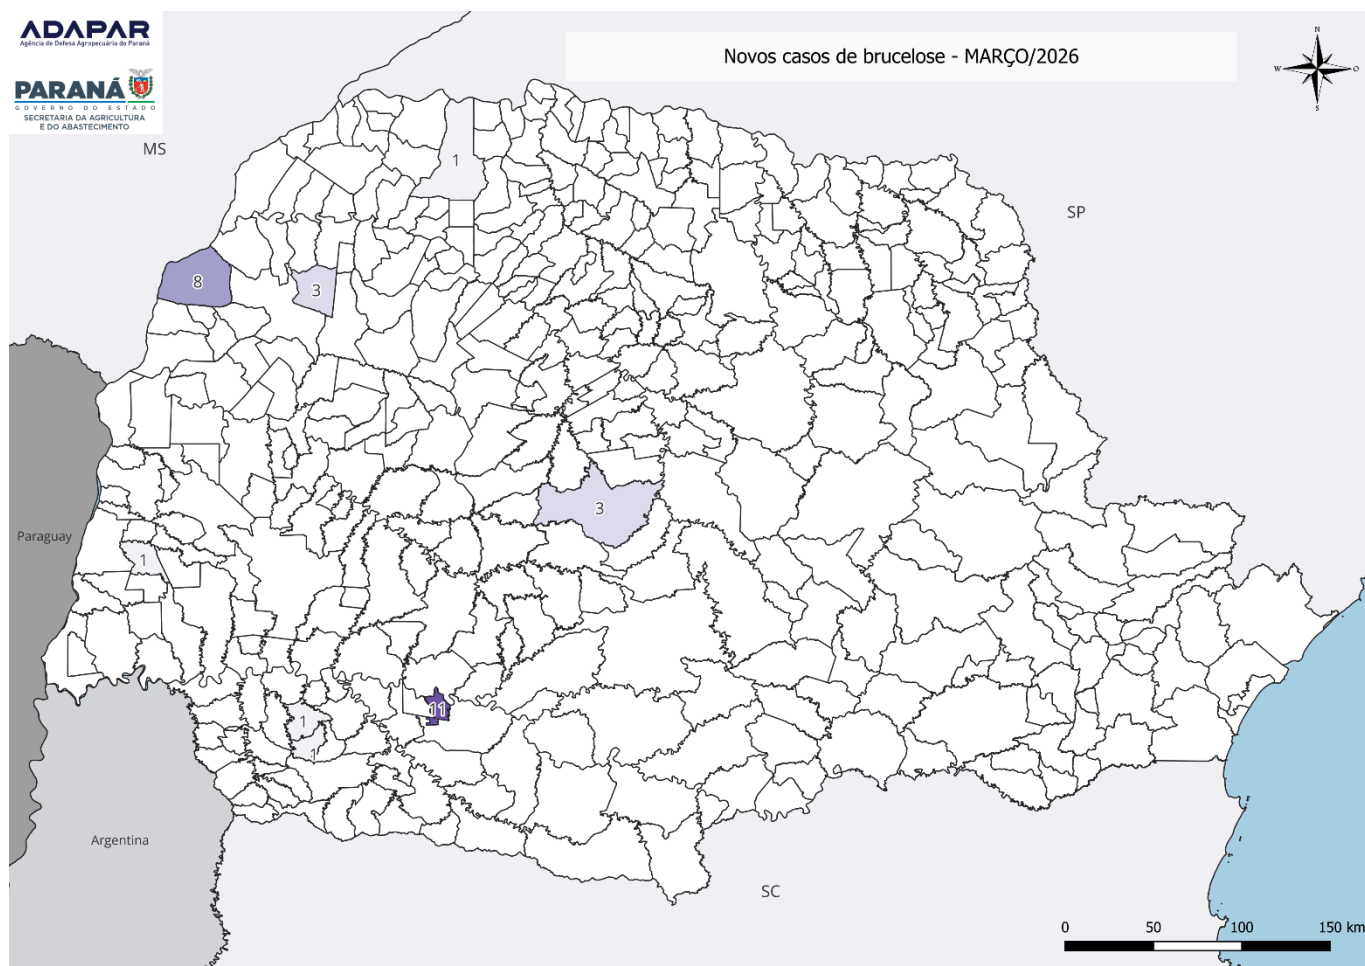 ADAPAR
Agência de Defesa Agropecuária do Paraná
PARANÁ
GOVERNO DO ESTADO
SECRETARIA DA AGRICULTURA
E DO ABASTECIMENTO
Novos casos de brucelose - MARÇO/2026
N
W
O
S
MS
1
SP
8
3
3
Paraguay
1
11
1
1
Argentina
SC
0
50
100
150 km